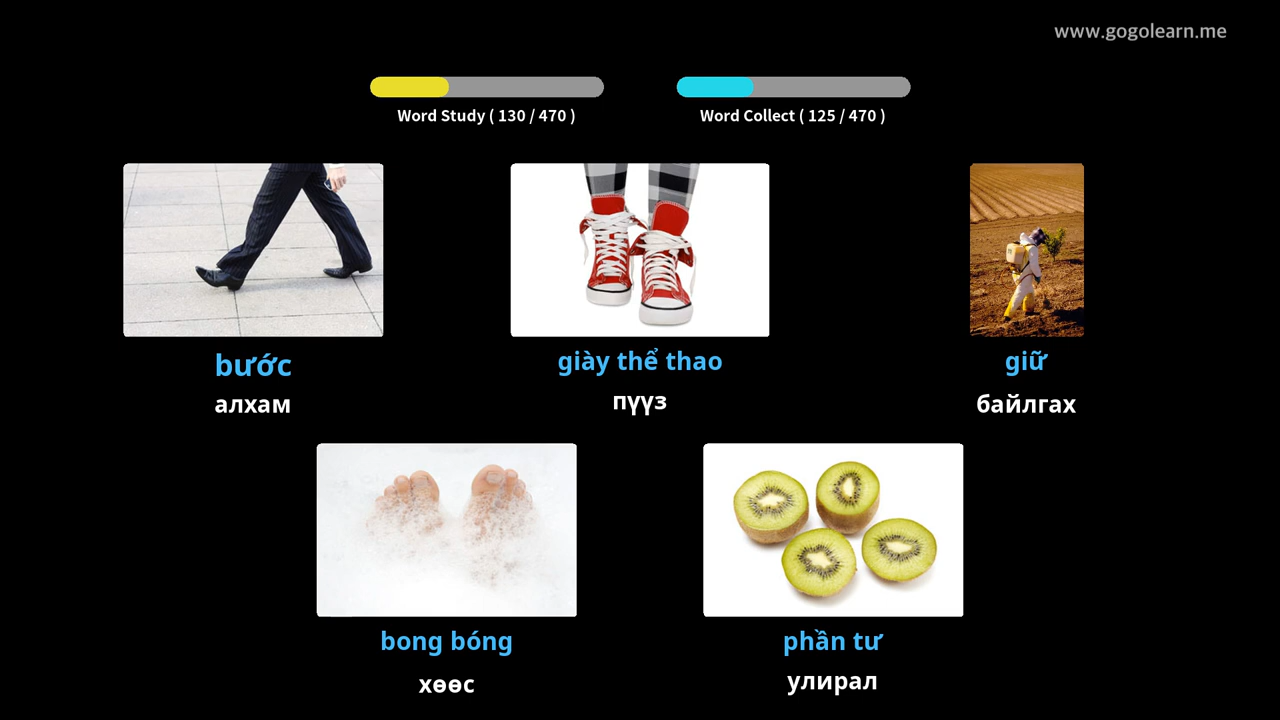 www.gogolearn.me
Word Study ( 130 / 470 )
Word Collect ( 125 / 470 )
bước
алхам
giày thể thao
пүүз
giữ
байлгах
bong bóng
хөөс
phần tư
улирал